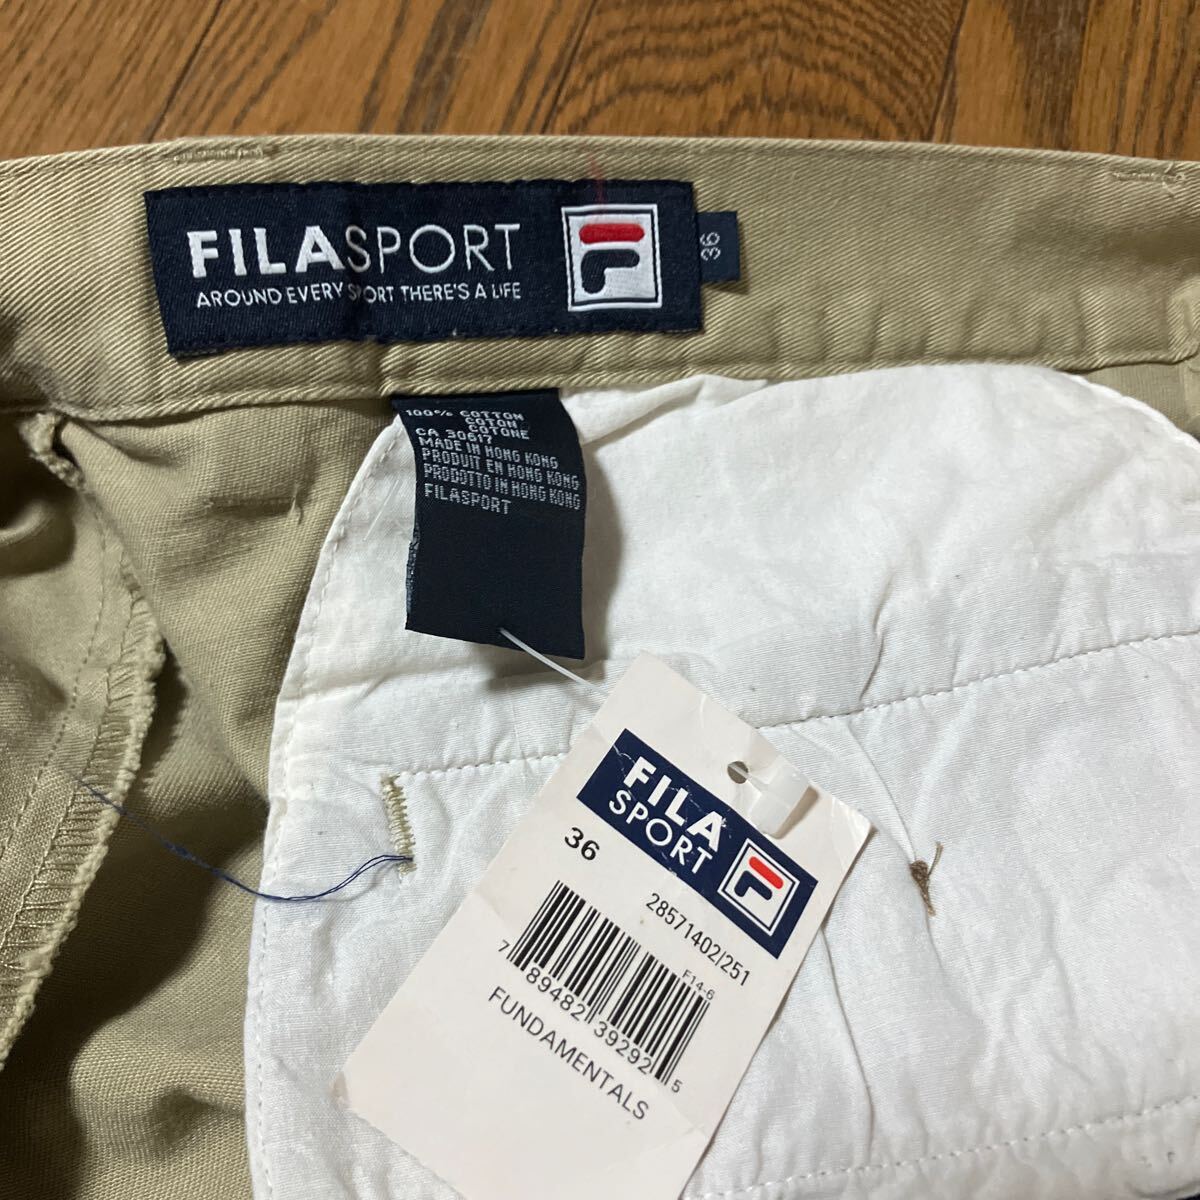 FILASPORT
AROUND EVERY SPORT THERE'S A LIFE
36
100% COTTON
COTON
COTONE
CA 30617
MADE IN HONG KONG
PRODUIT EN HONG KONG
PRODOTTO IN HONG KONG
FILASPORT
FILA
SPORT
36
28571402/251
F14-6
7 89482 39292 5
FUNDAMENTALS